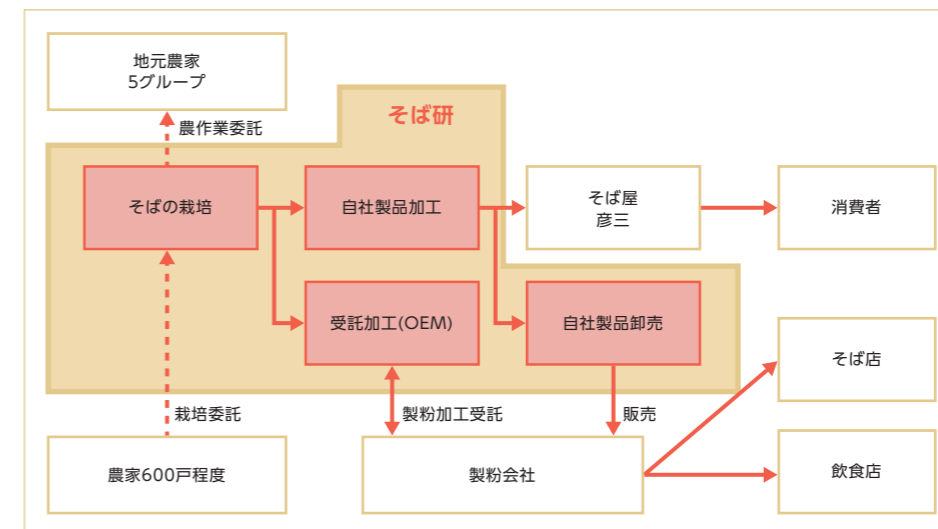 地元農家
5グループ
そば研
農作業委託
そばの栽培
自社製品加工
そば屋
彦三
消費者
受託加工(OEM)
自社製品卸売
そば店
栽培委託
製粉加工受託
販売
農家600戸程度
製粉会社
飲食店